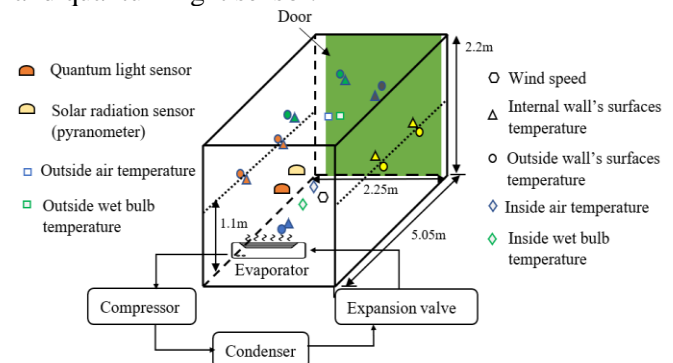 Door
2.2m
Quantum light sensor
Solar radiation sensor
(pyranometer)
Outside air temperature
Outside wet bulb
temperature
Wind speed
Internal wall's surfaces
temperature
Outside wall's surfaces
temperature
Inside air temperature
Inside wet bulb
temperature
2.25m
5.05m
1.1m
Evaporator
Compressor
Expansion valve
Condenser